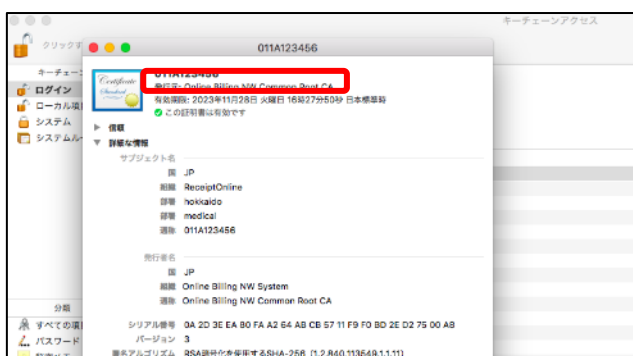 キーチェーンアクセス
クリックす
011A123456
キーチェーン
ログイン
ローカル項
システム
システムル
011A123456
発行元: Online Billing NW Common Root CA
有効期限: 2023年11月28日 火曜日 16時27分50秒 日本標準時
この証明書は有効です
信頼
詳細な情報
サブジェクト名
国 JP
組織 ReceiptOnline
部署 hokkaido
部署 medical
通称 011A123456
発行者名
国 JP
組織 Online Billing NW System
通称 Online Billing NW Common Root CA
分類
すべての項
パスワード
シリアル番号 0A 2D 3E EA B0 FA A2 64 AB CB 57 11 F9 F0 BD 2E D2 75 00 AB
バージョン 3
署名アルゴリズム RSA暗号化を使用するSHA-256 (1.2.840.113549.1.1.11)